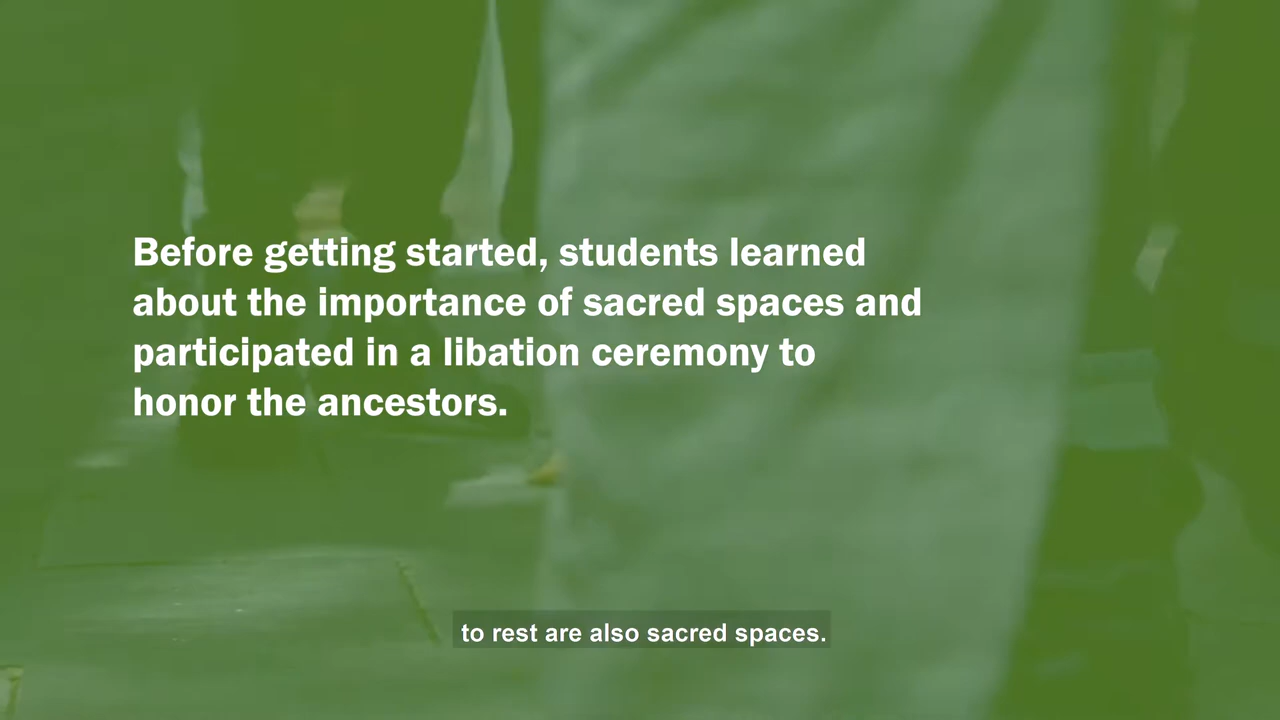 Before getting started, students learned
about the importance of sacred spaces and
participated in a libation ceremony to
honor the ancestors.
to rest are also sacred spaces.